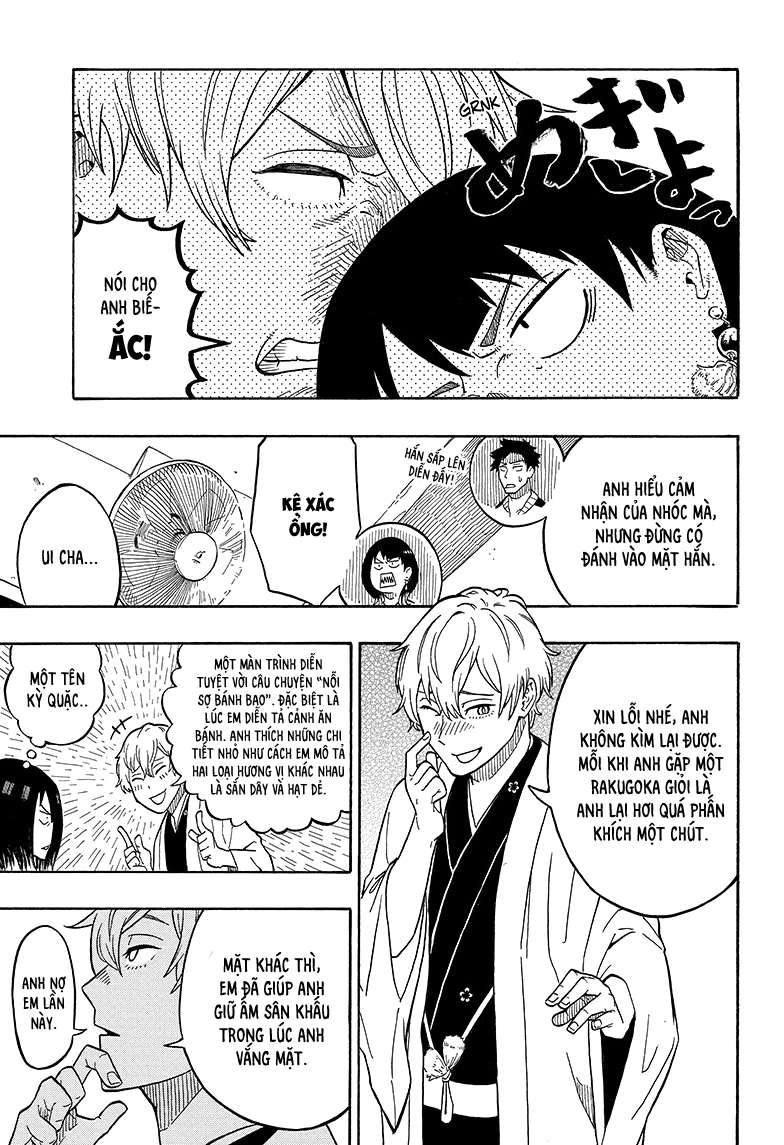 GRNK
めぎょっ
NÓI CHO
ANH BIẾ-
ẮC!
ANH HIỂU CẢM
NHẬN CỦA NHÓC MÀ,
NHƯNG ĐỪNG CÓ
ĐÁNH VÀO MẶT HẮN.
HẮN SẮP LÊN
DIỄN ĐẤY!
KỆ XÁC
ỔNG!
UI CHA...
XIN LỖI NHÉ, ANH
KHÔNG KÌM LẠI ĐƯỢC.
MỖI KHI ANH GẶP MỘT
RAKUGOKA GIỎI LÀ
ANH LẠI HƠI QUÁ PHẤN
KHÍCH MỘT CHÚT.
MỘT MÀN TRÌNH DIỄN
TUYỆT VỜI CÂU CHUYỆN “NỖI
SỢ BÁNH BAO”. ĐẶC BIỆT LÀ
LÚC EM DIỄN TẢ CẢNH ĂN
BÁNH. ANH THÍCH NHỮNG CHI
TIẾT NHỎ NHƯ CÁCH EM MÔ TẢ
HAI LOẠI HƯƠNG VỊ KHÁC NHAU
LÀ SẮN DÂY VÀ HẠT DẺ.
MỘT TÊN
KỲ QUẶC..
MẶT KHÁC THÌ,
EM ĐÃ GIÚP ANH
GIỮ ẤM SÂN KHẤU
TRONG LÚC ANH
VẮNG MẶT.
ANH NỢ
EM LẦN
NÀY.